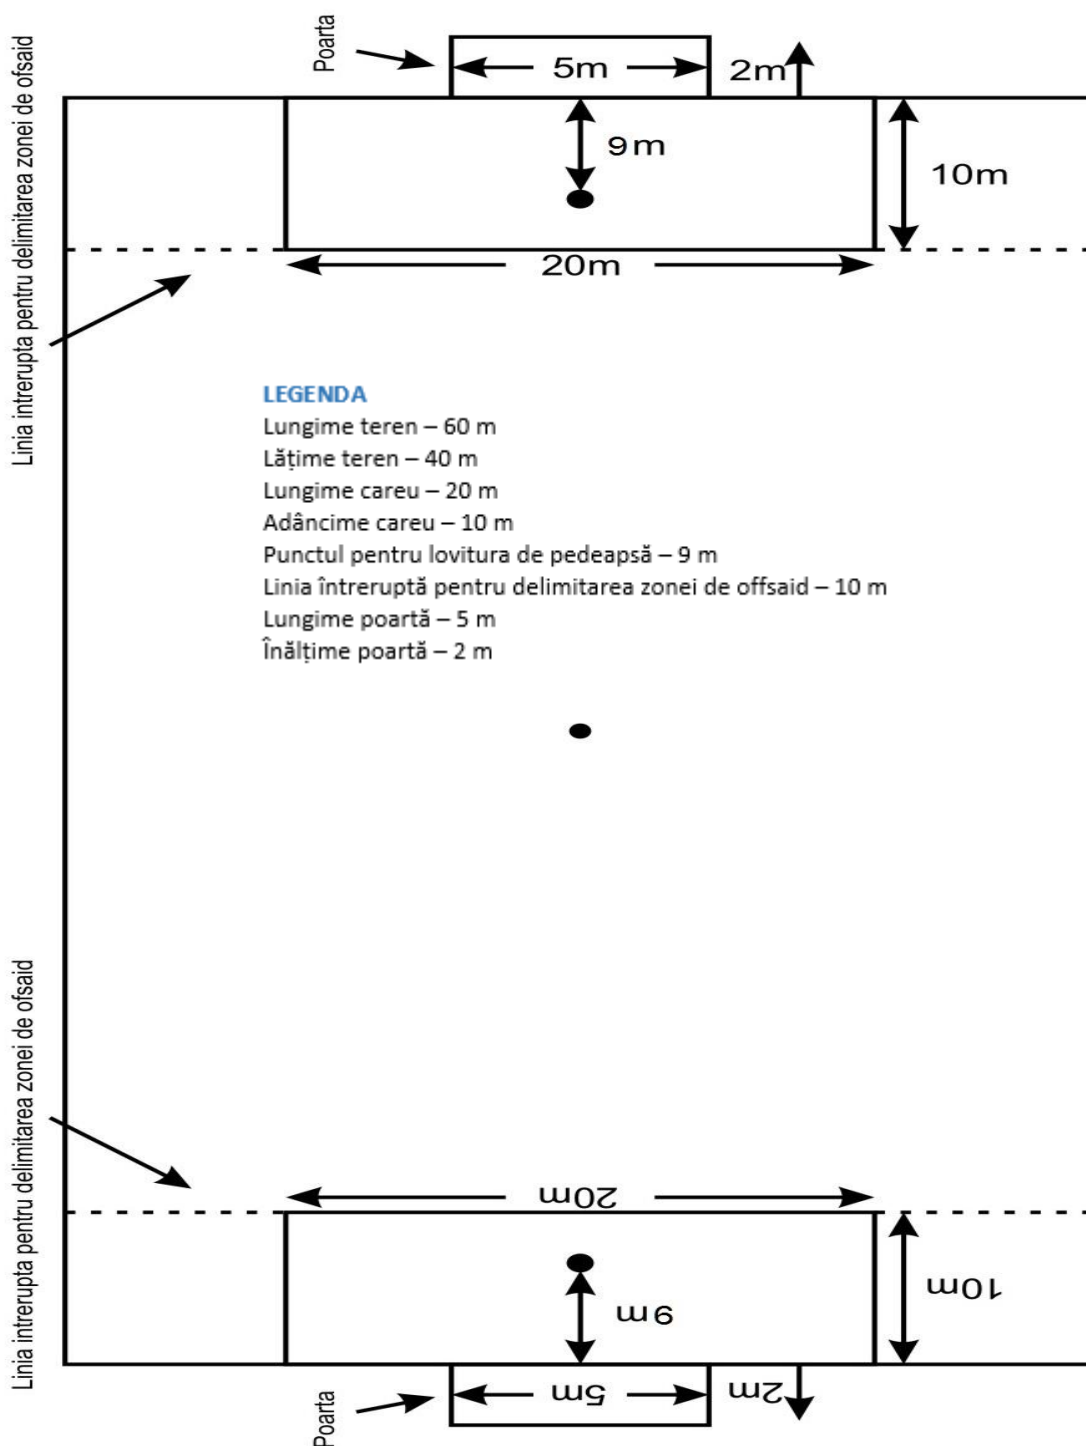 Poarta
Linia intrerupta pentru delimitarea zonei de ofsaid
5m
2m
9m
10m
20m
LEGENDA
Lungime teren – 60 m
Lățime teren – 40 m
Lungime careu – 20 m
Adâncime careu – 10 m
Punctul pentru lovitura de pedeapsă – 9 m
Linia întreruptă pentru delimitarea zonei de offsaid – 10 m
Lungime poartă – 5 m
Înălțime poartă – 2 m
Linia intrerupta pentru delimitarea zonei de ofsaid
20m
10m
9m
5m
2m
Poarta